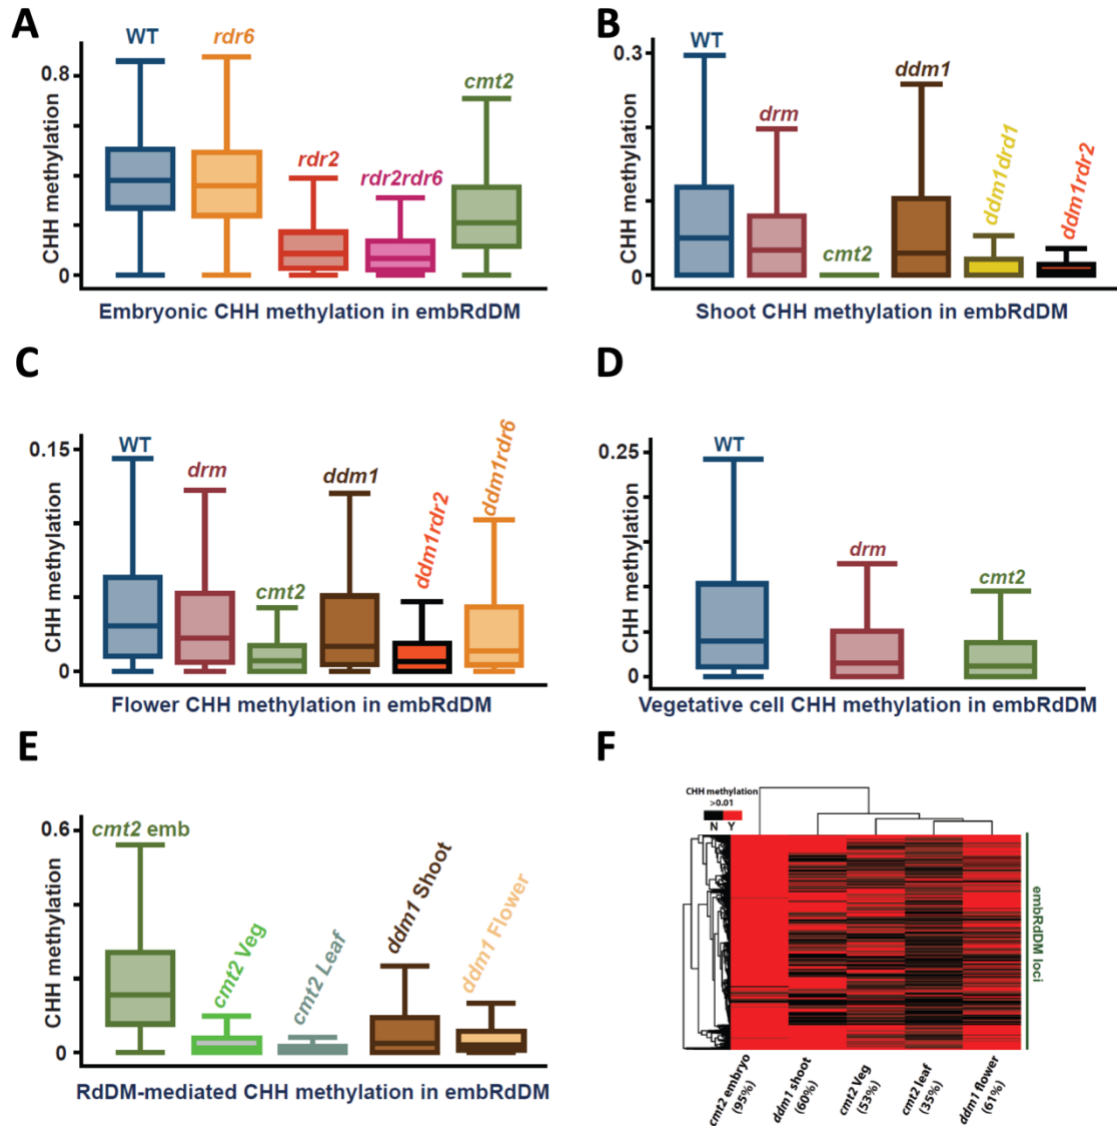 A
WT
rdr6
rdr2
rdr2rdr6
cmt2
0.8
0
CHH methylation
Embryonic CHH methylation in embRdDM
B
0.3
WT
drm
cmt2
ddm1
ddm1drd1
ddm1rdr2
0
CHH methylation
Shoot CHH methylation in embRdDM
C
0.15
WT
drm
cmt2
ddm1
ddm1rdr2
ddm1rdr6
0
CHH methylation
Flower CHH methylation in embRdDM
D
0.25
WT
drm
cmt2
0
CHH methylation
Vegetative cell CHH methylation in embRdDM
E
0.6
cmt2 emb
cmt2 Veg
cmt2 Leaf
ddm1 Shoot
ddm1 Flower
0
CHH methylation
RdDM-mediated CHH methylation in embRdDM
F
CHH methylation
>0.01
N Y
embRdDM loci
cmt2 embryo
(95%)
ddm1 shoot
(60%)
cmt2 Veg
(53%)
cmt2 leaf
(35%)
ddm1 flower
(61%)